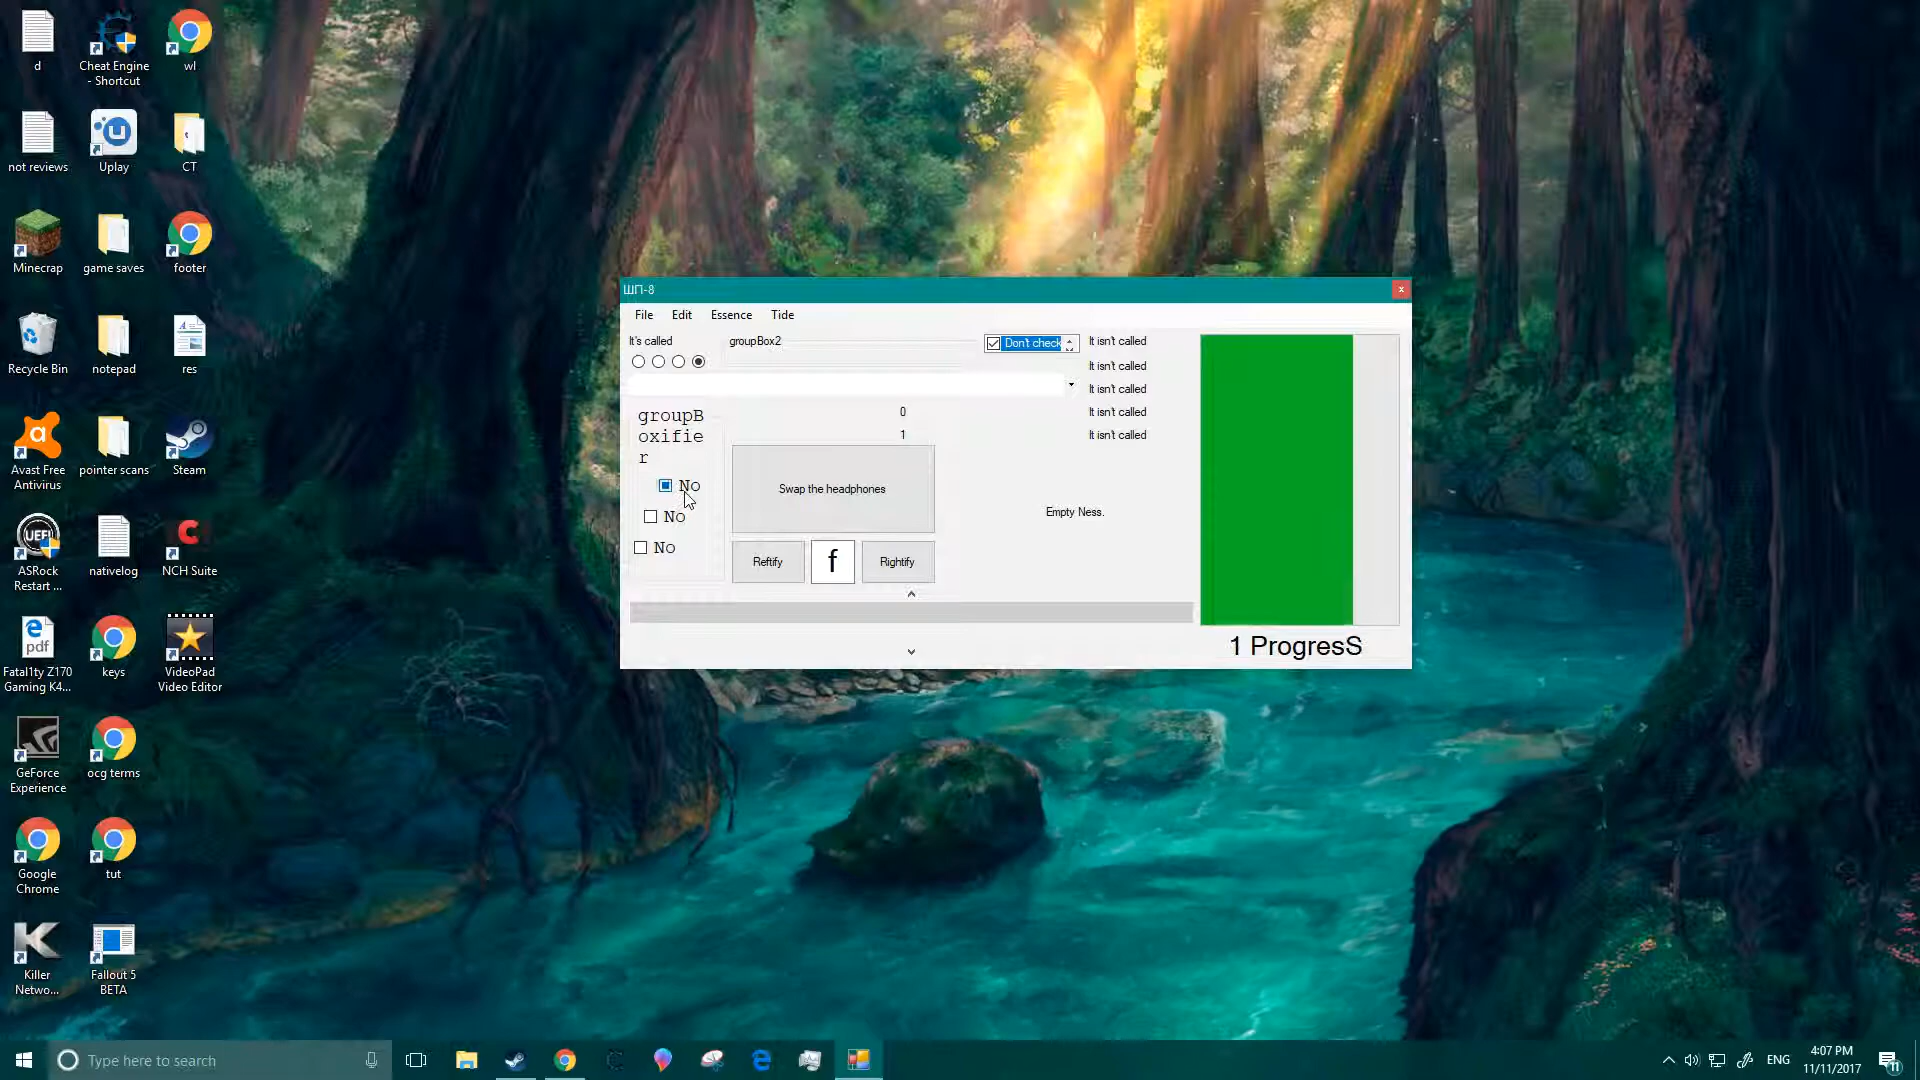 d
Cheat Engine
- Shortcut
wl
not reviews
Uplay
CT
Minecrap
game saves
footer
Recycle Bin
notepad
res
Avast Free
Antivirus
pointer scans
Steam
UEFI
ASRock
Restart ...
nativelog
NCH Suite
pdf
Fatal1ty Z170
Gaming K4...
keys
VideoPad
Video Editor
GeForce
Experience
ocg terms
Google
Chrome
tut
Killer
Netwo...
Fallout 5
BETA
ШП-8
x
File
Edit
Essence
Tide
It's called
groupBox2
Don't check
It isn't called
It isn't called
It isn't called
It isn't called
It isn't called
groupB
oxifie
r
0
1
No
No
No
Swap the headphones
Empty Ness.
Reftify
f
Rightify
1 ProgresS
Type here to search
ENG
4:07 PM
11/11/2017
11